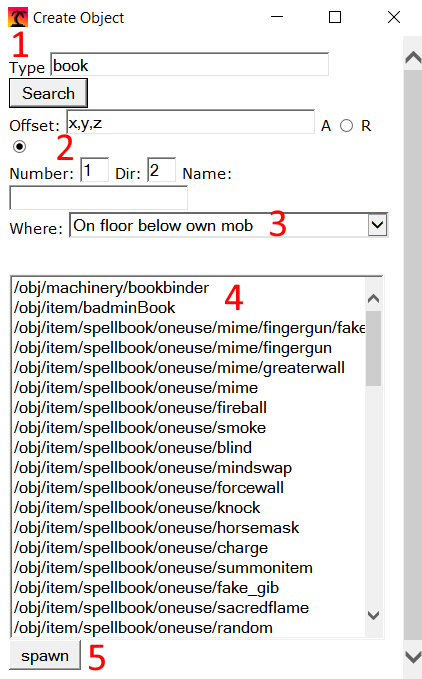 Create Object
1
Type book
Search
Offset: x,y,z A R
2
Number: 1 Dir: 2 Name:
Where: On floor below own mob 3
/obj/machinery/bookbinder 4
/obj/item/badminBook
/obj/item/spellbook/oneuse/mime/fingergun/fake
/obj/item/spellbook/oneuse/mime/fingergun
/obj/item/spellbook/oneuse/mime/greaterwall
/obj/item/spellbook/oneuse/mime
/obj/item/spellbook/oneuse/fireball
/obj/item/spellbook/oneuse/smoke
/obj/item/spellbook/oneuse/blind
/obj/item/spellbook/oneuse/mindswap
/obj/item/spellbook/oneuse/forcewall
/obj/item/spellbook/oneuse/knock
/obj/item/spellbook/oneuse/horsemask
/obj/item/spellbook/oneuse/charge
/obj/item/spellbook/oneuse/summonitem
/obj/item/spellbook/oneuse/fake_gib
/obj/item/spellbook/oneuse/sacredflame
/obj/item/spellbook/oneuse/random
spawn 5